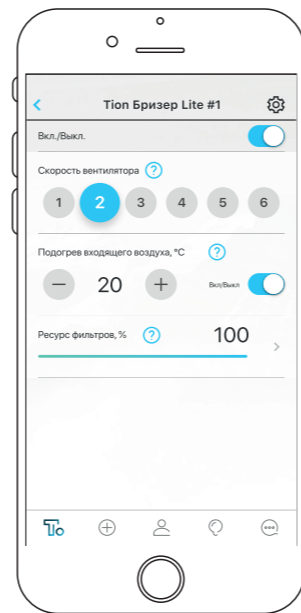 Tion Бризер Lite #1
Вкл./Выкл.
Скорость вентилятора ?
1 2 3 4 5 6
Подогрев входящего воздуха, °C ?
− 20 + Вкл/Выкл
Ресурс фильтров, % ? 100
To